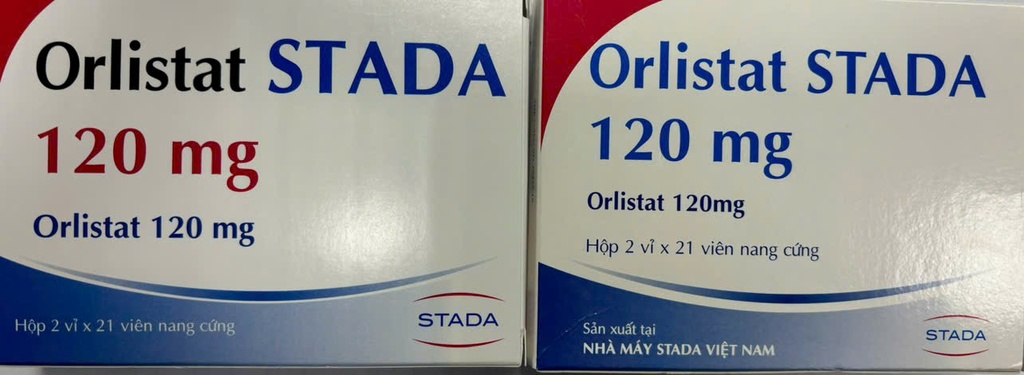 Orlistat STADA
120 mg
Orlistat 120 mg
Hộp 2 vỉ x 21 viên nang cứng
STADA
Orlistat STADA
120 mg
Orlistat 120mg
Hộp 2 vỉ x 21 viên nang cứng
Sản xuất tại
NHÀ MÁY STADA VIỆT NAM
STADA